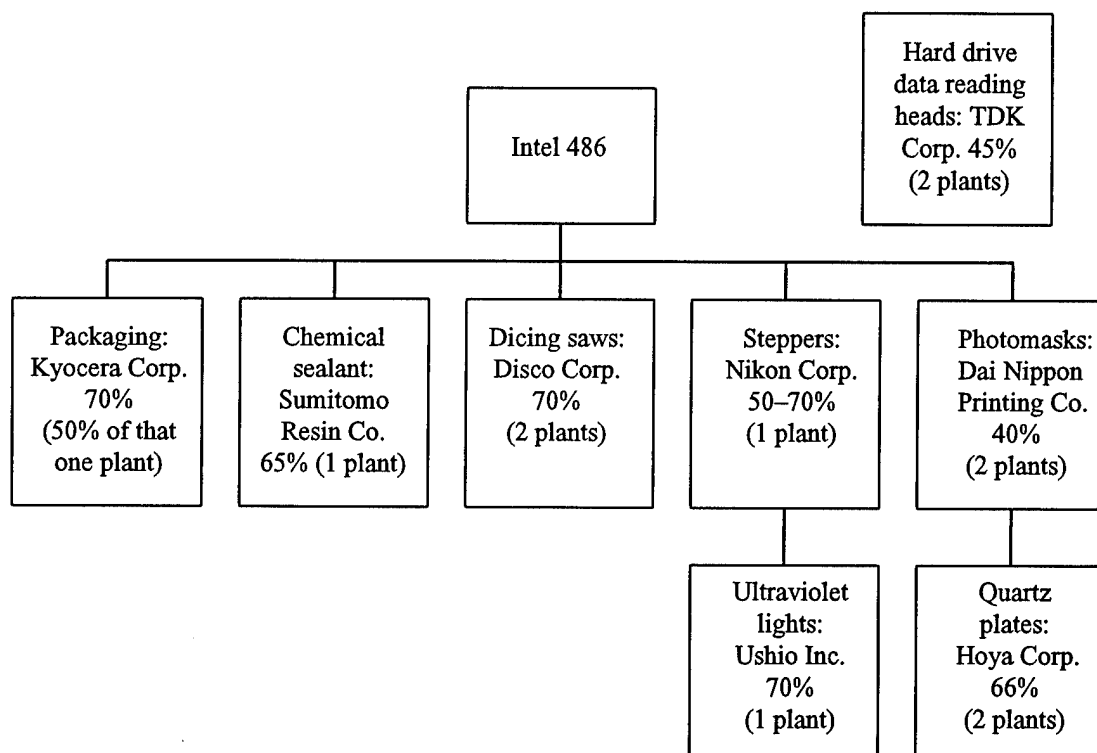 Hard drive
data reading
heads: TDK
Corp. 45%
(2 plants)
Intel 486
Packaging:
Kyocera Corp.
70%
(50% of that
one plant)
Chemical
sealant:
Sumitomo
Resin Co.
65% (1 plant)
Dicing saws:
Disco Corp.
70%
(2 plants)
Steppers:
Nikon Corp.
50–70%
(1 plant)
Photomasks:
Dai Nippon
Printing Co.
40%
(2 plants)
Ultraviolet
lights:
Ushio Inc.
70%
(1 plant)
Quartz
plates:
Hoya Corp.
66%
(2 plants)